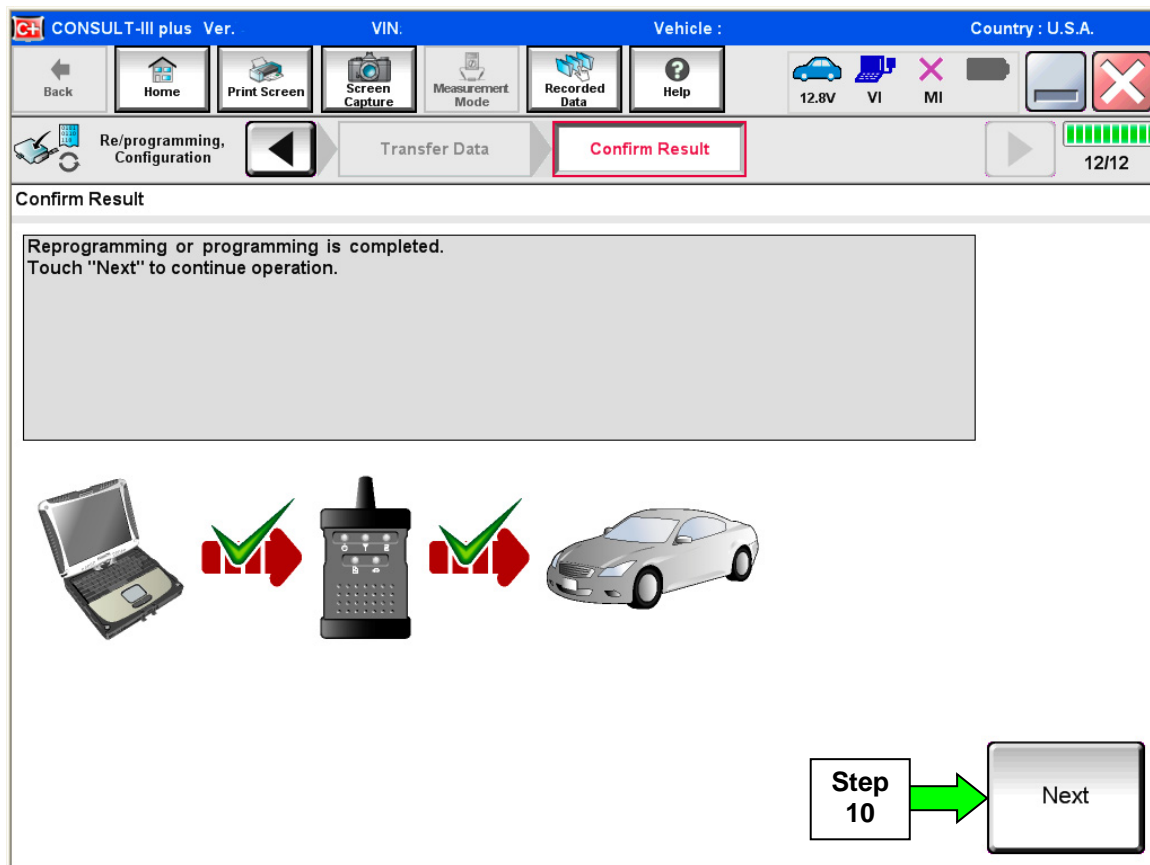 C+ CONSULT-III plus Ver. VIN: Vehicle : Country : U.S.A.
Back
Home
Print Screen
Screen
Capture
Measurement
Mode
Recorded
Data
Help
12.8V
VI
MI
Re/programming,
Configuration
Transfer Data
Confirm Result
12/12
Confirm Result
Reprogramming or programming is completed.
Touch "Next" to continue operation.
Step
10
Next